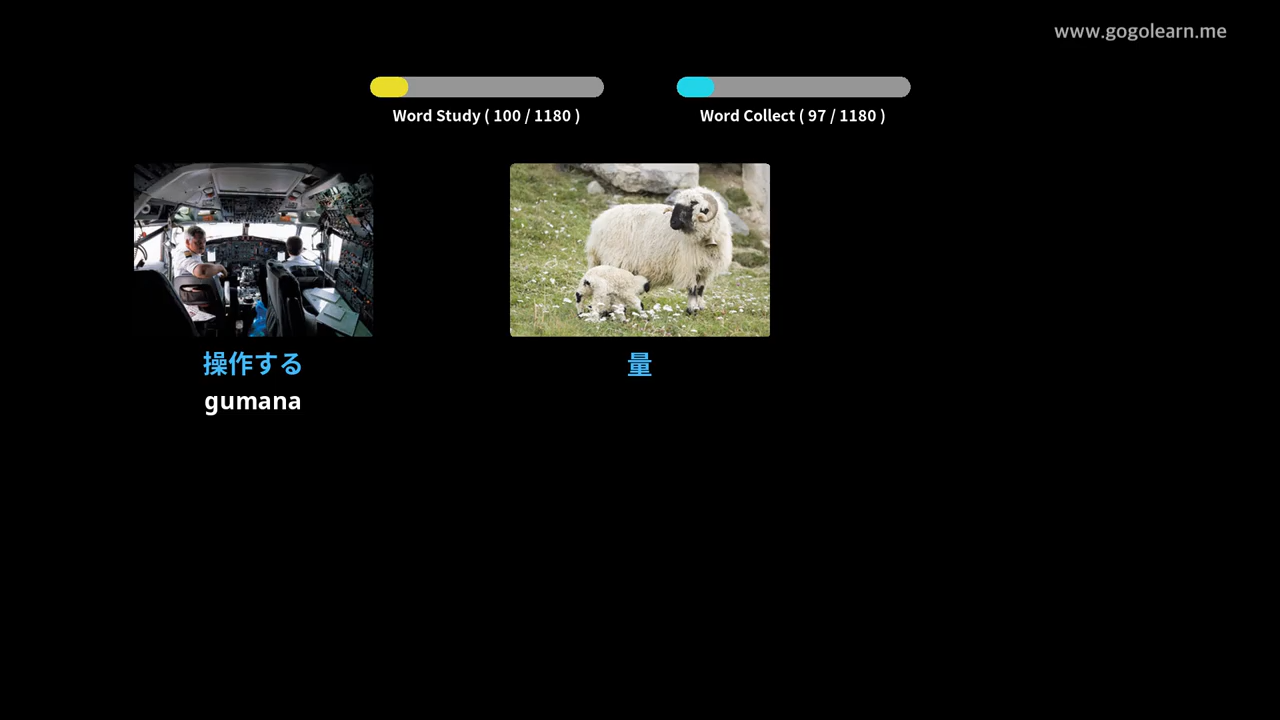 www.gogolearn.me
Word Study ( 100 / 1180 )
Word Collect ( 97 / 1180 )
操作する
gumana
量